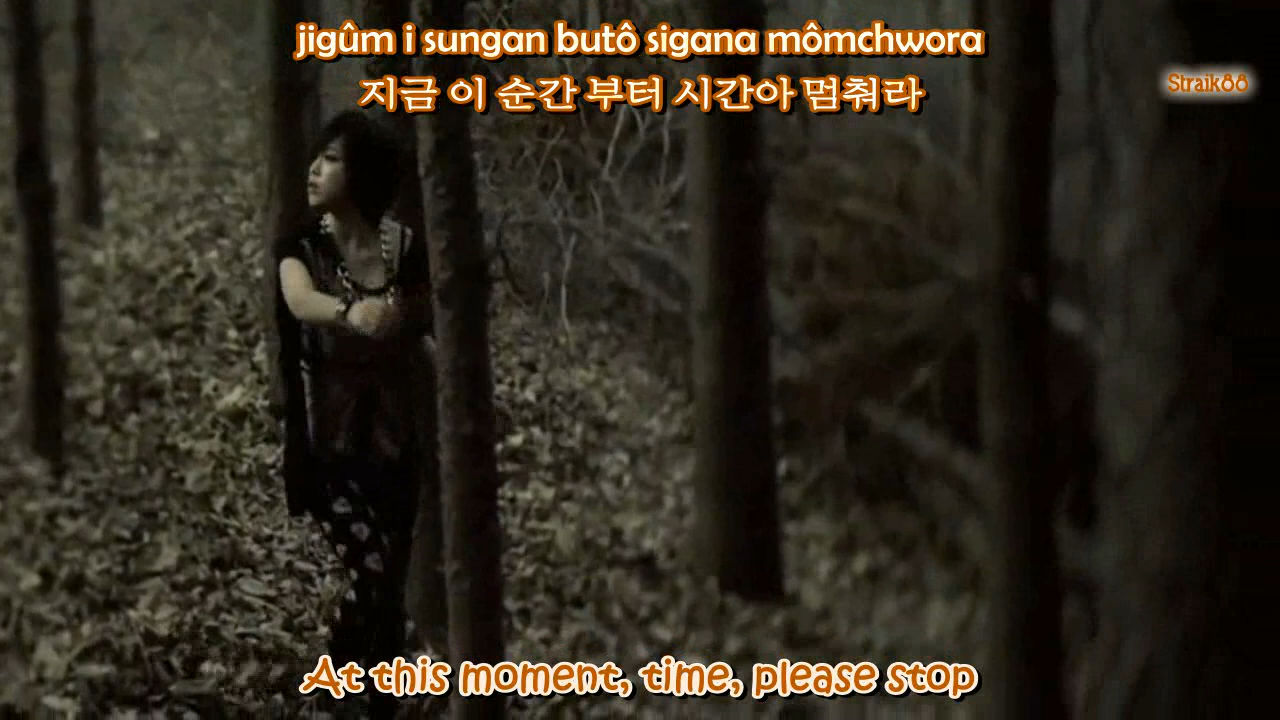 jigûm i sungan butô sigana mômchwora
지금 이 순간 부터 시간아 멈춰라
Straik88
At this moment, time, please stop